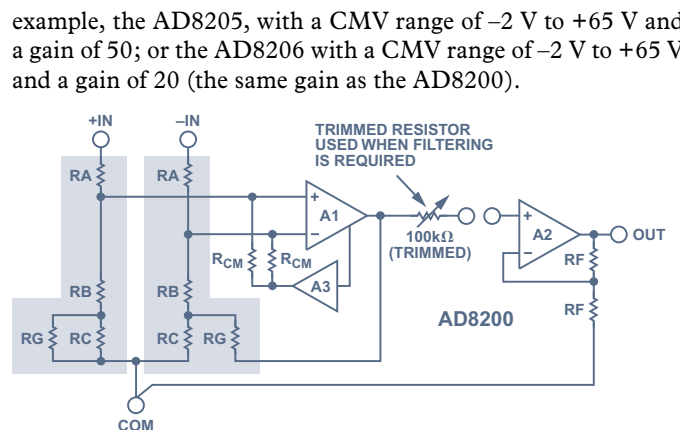 example, the AD8205, with a CMV range of –2 V to +65 V and
a gain of 50; or the AD8206 with a CMV range of –2 V to +65 V
and a gain of 20 (the same gain as the AD8200).
+IN
–IN
TRIMMED RESISTOR
USED WHEN FILTERING
IS REQUIRED
RA
RA
+
A1
–
100kΩ
(TRIMMED)
+
A2
–
OUT
RF
RCM
RCM
A3
RB
RB
RF
AD8200
RG
RC
RC
RG
COM